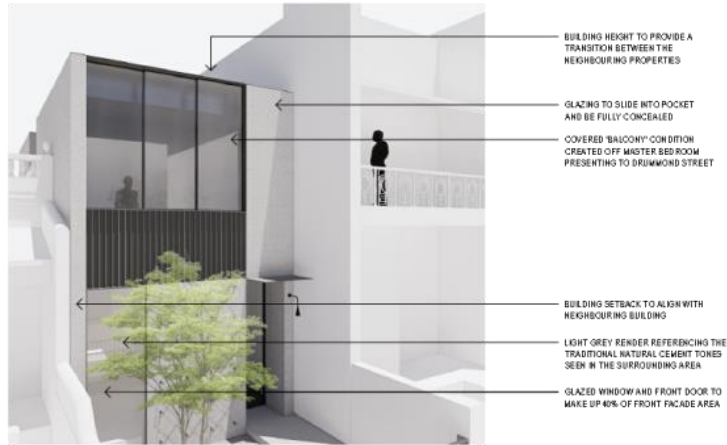 BUILDING HEIGHT TO PROVIDE A
TRANSITION BETWEEN THE
NEIGHBOURING PROPERTIES
GLAZING TO SLIDE INTO POCKET
AND BE FULLY CONCEALED
COVERED 'BALCONY' CONDITION
CREATED OFF MASTER BEDROOM
PRESENTING TO DRUMMOND STREET
BUILDING SETBACK TO ALIGN WITH
NEIGHBOURING BUILDING
LIGHT GREY RENDER REFERENCING THE
TRADITIONAL NATURAL CEMENT TONES
SEEN IN THE SURROUNDING AREA
GLAZED WINDOW AND FRONT DOOR TO
MAKE UP 40% OF FRONT FACADE AREA